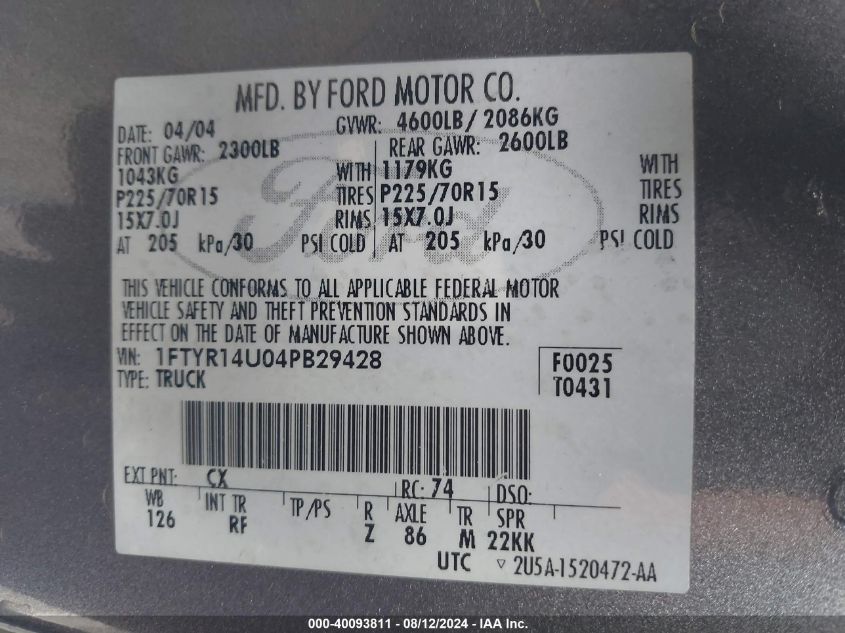 MFD. BY FORD MOTOR CO.
DATE: 04/04 GVWR: 4600LB/ 2086KG
FRONT GAWR: 2300LB REAR GAWR: 2600LB
1043KG WITH 1179KG WITH
P225/70R15 TIRES P225/70R15 TIRES
15X7.0J RIMS 15X7.0J RIMS
AT 205 kPa/30 PSI COLD AT 205 kPa/30 PSI COLD
Ford
THIS VEHICLE CONFORMS TO ALL APPLICABLE FEDERAL MOTOR
VEHICLE SAFETY AND THEFT PREVENTION STANDARDS IN
EFFECT ON THE DATE OF MANUFACTURE SHOWN ABOVE.
VIN: 1FTYR14U04PB29428 F0025
TYPE: TRUCK T0431
EXT PNT: CX RC: 74 DSO:
WB INT TR TP/PS R AXLE TR SPR
126 RF Z 86 M 22KK
UTC ▽ 2U5A-1520472-AA
000-40093811 - 08/12/2024 - IAA Inc.